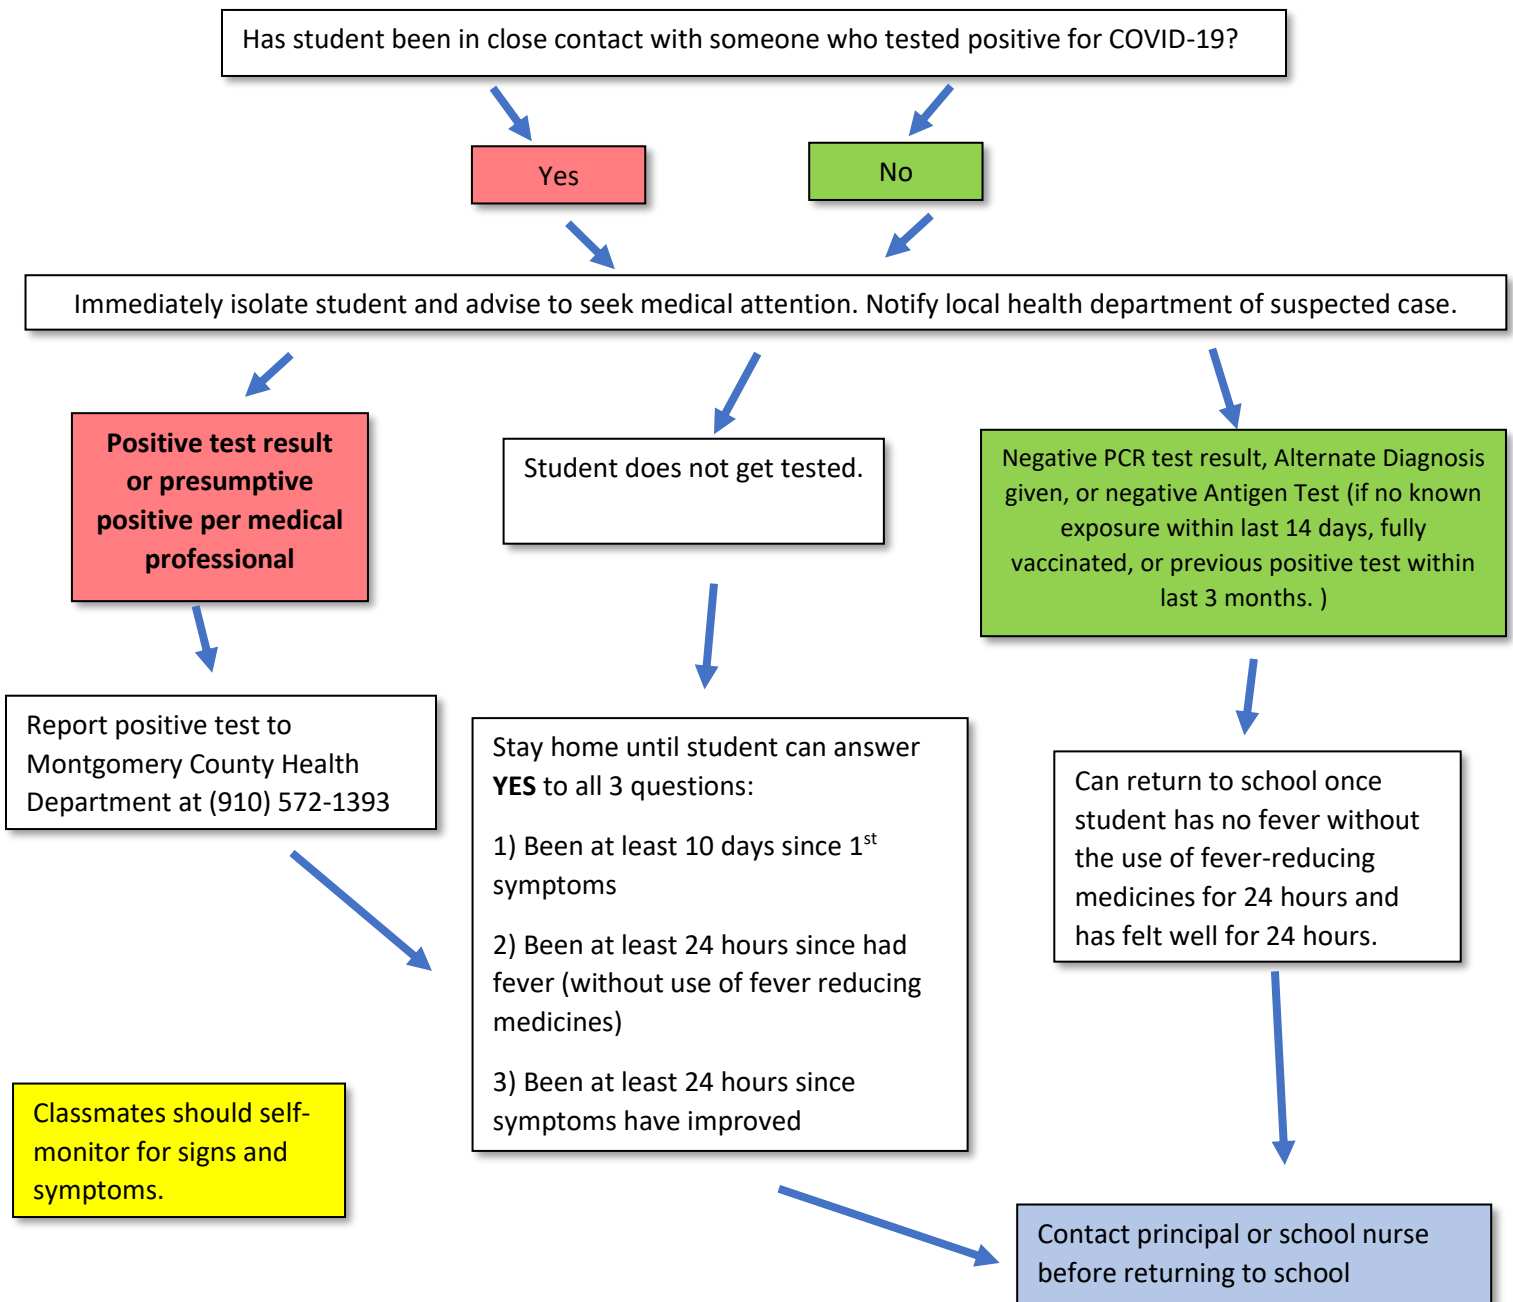 Has student been in close contact with someone who tested positive for COVID-19?
Yes
No
Immediately isolate student and advise to seek medical attention. Notify local health department of suspected case.
Positive test result
or presumptive
positive per medical
professional
Student does not get tested.
Negative PCR test result, Alternate Diagnosis
given, or negative Antigen Test (if no known
exposure within last 14 days, fully
vaccinated, or previous positive test within
last 3 months. )
Report positive test to
Montgomery County Health
Department at (910) 572-1393
Stay home until student can answer
YES to all 3 questions:
1) Been at least 10 days since 1st
symptoms
2) Been at least 24 hours since had
fever (without use of fever reducing
medicines)
3) Been at least 24 hours since
symptoms have improved
Can return to school once
student has no fever without
the use of fever-reducing
medicines for 24 hours and
has felt well for 24 hours.
Classmates should self-
monitor for signs and
symptoms.
Contact principal or school nurse
before returning to school